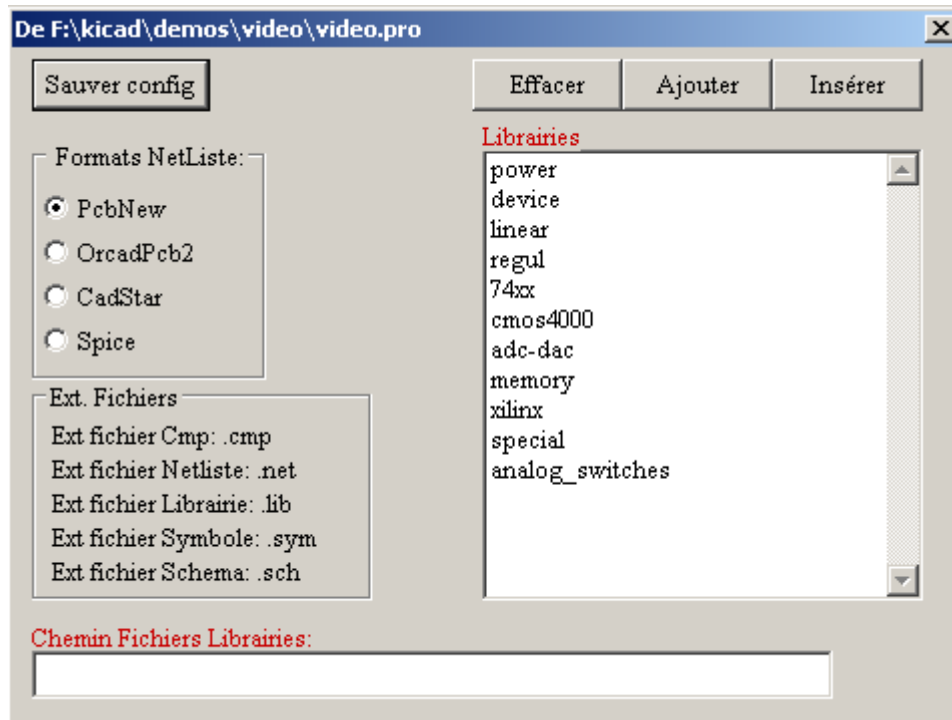 De F:\kicad\demos\video\video.pro
Sauver config
Effacer
Ajouter
Insérer
Formats NetListe:
PcbNew
OrcadPcb2
CadStar
Spice
Ext. Fichiers
Ext fichier Cmp: .cmp
Ext fichier Netliste: .net
Ext fichier Librairie: .lib
Ext fichier Symbole: .sym
Ext fichier Schema: .sch
Librairies
power
device
linear
regul
74xx
cmos4000
adc-dac
memory
xilinx
special
analog_switches
Chemin Fichiers Librairies: